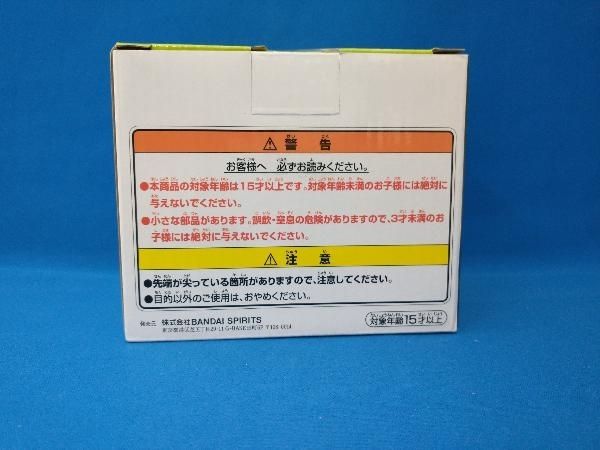 ⚠ 警告
お客様へ 必ずお読みください。
●本商品の対象年齢は15才以上です。対象年齢未満のお子様には絶対に
与えないでください。
●小さな部品があります。誤飲・窒息の危険がありますので、3才未満のお
子様には絶対に与えないでください。
⚠ 注意
●先端が尖っている箇所がありますので、注意してください。
●目的以外のご使用は、おやめください。
発売元 株式会社BANDAI SPIRITS
対象年齢15才以上